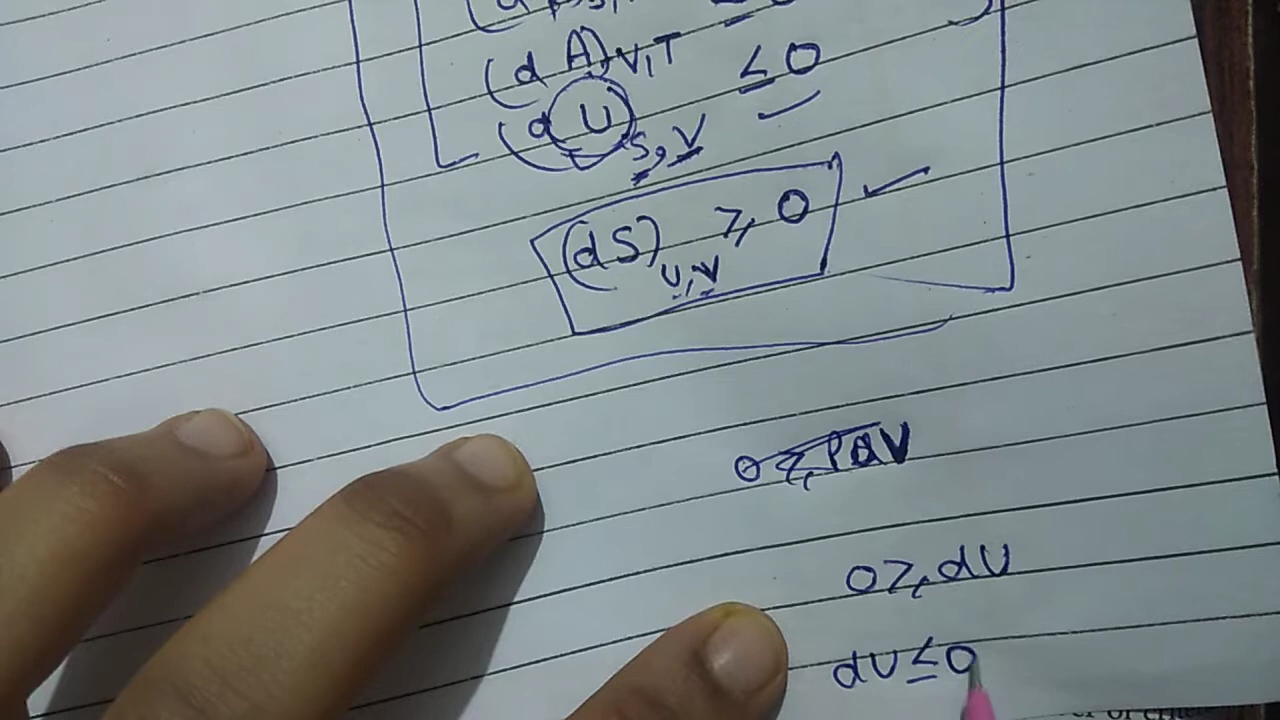 (dA)V,T ≤0
(dU)S,V
(dS)U,V ≥ 0
0 ≥ PdV
0 ≥ dU
dU ≤ 0